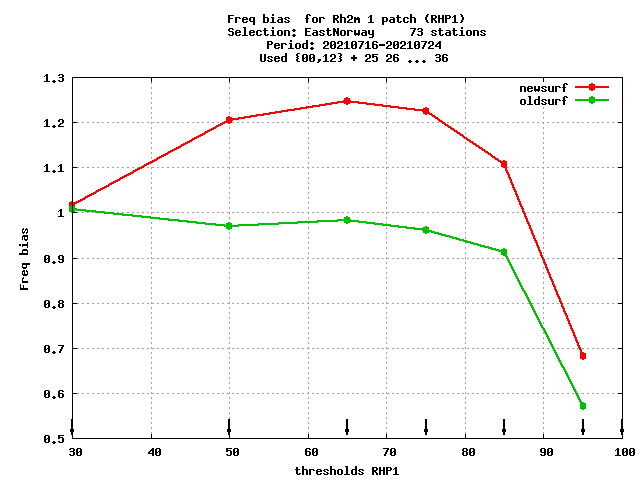 Freq bias  for Rh2m 1 patch (RHP1)
Selection: EastNorway     73 stations
Period: 20210716-20210724
Used {00,12} + 25 26 ... 36
1.3
1.2
1.1
1
0.9
0.8
0.7
0.6
0.5
Freq bias
newsurf
oldsurf
30 40 50 60 70 80 90 100
thresholds RHP1